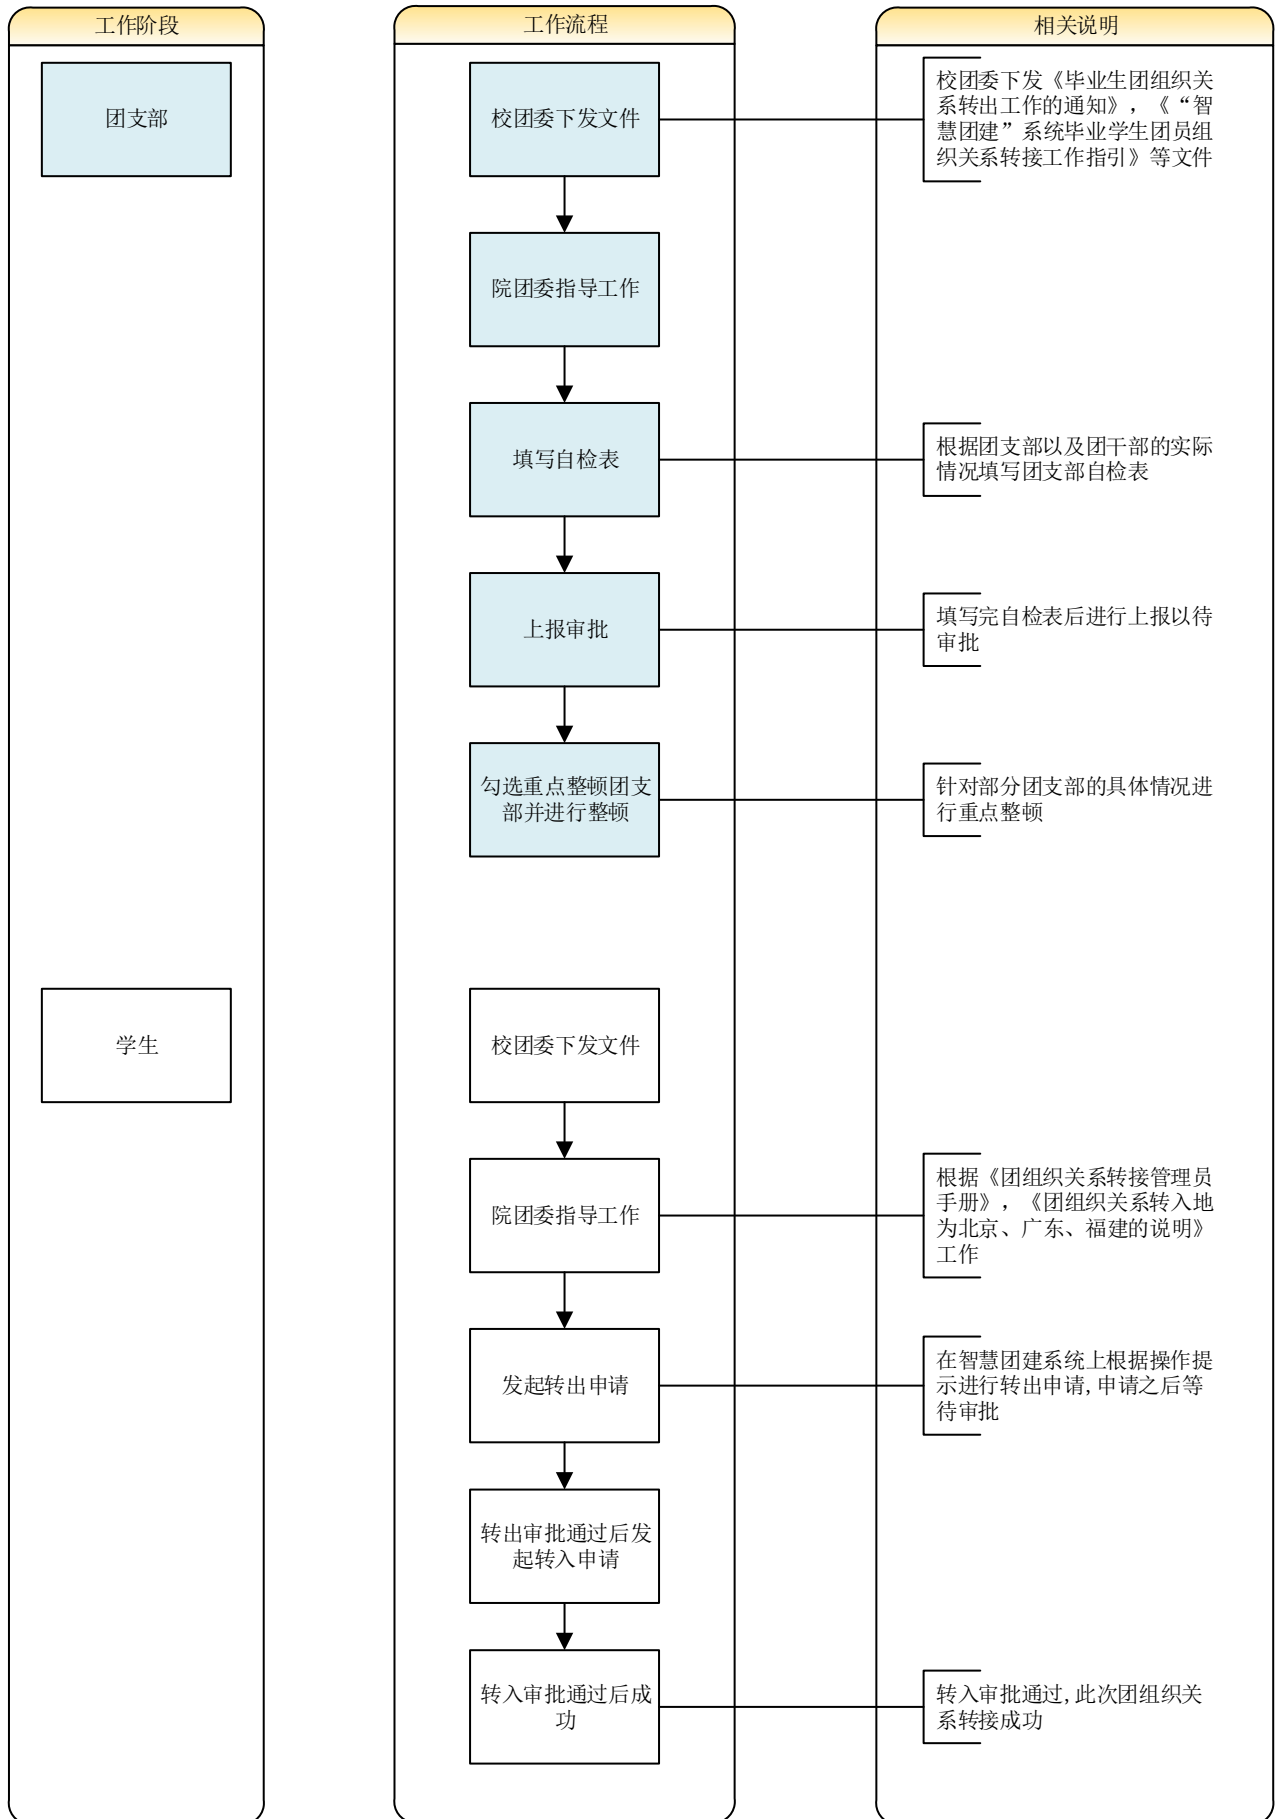 工作阶段
工作流程
相关说明
团支部
校团委下发文件
校团委下发《毕业生团组织关
系转出工作的通知》，《“智
慧团建”系统毕业学生团员组
织关系转接工作指引》等文件
院团委指导工作
填写自检表
根据团支部以及团干部的实际
情况填写团支部自检表
上报审批
填写完自检表后进行上报以待
审批
勾选重点整顿团支
部并进行整顿
针对部分团支部的具体情况进
行重点整顿
学生
校团委下发文件
院团委指导工作
根据《团组织关系转接管理员
手册》，《团组织关系转入地
为北京、广东、福建的说明》
工作
发起转出申请
在智慧团建系统上根据操作提
示进行转出申请,申请之后等
待审批
转出审批通过后发
起转入申请
转入审批通过后成
功
转入审批通过,此次团组织关
系转接成功